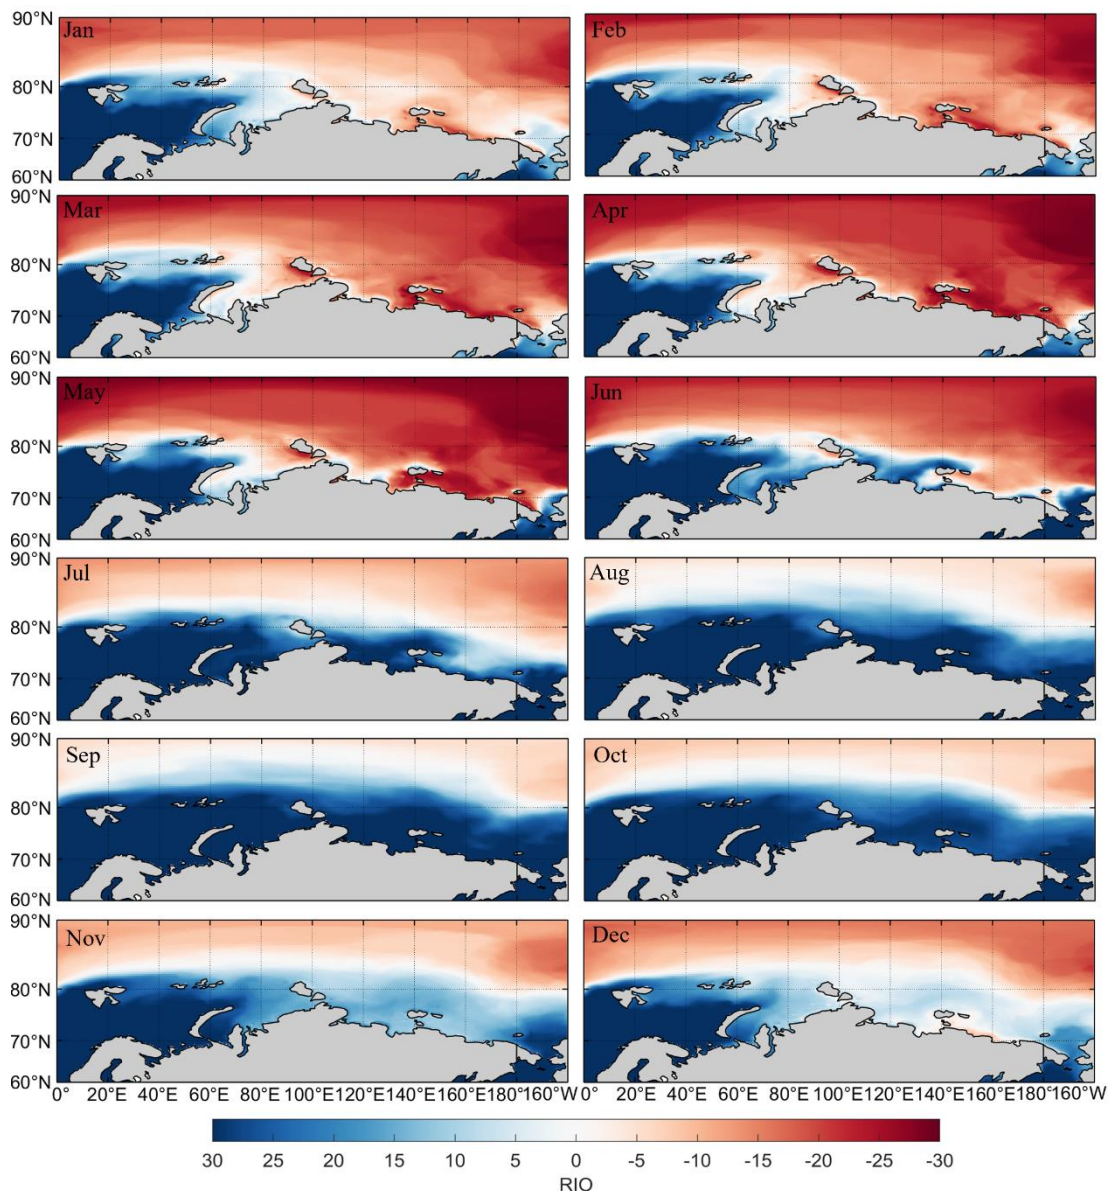 90°N
Jan
Feb
80°N
70°N
60°N
90°N
Mar
Apr
80°N
70°N
60°N
90°N
May
Jun
80°N
70°N
60°N
90°N
Jul
Aug
80°N
70°N
60°N
90°N
Sep
Oct
80°N
70°N
60°N
90°N
Nov
Dec
80°N
70°N
60°N
0° 20°E 40°E 60°E 80°E 100°E 120°E 140°E 160°E 180° 160°W 0° 20°E 40°E 60°E 80°E 100°E 120°E 140°E 160°E 180° 160°W
30 25 20 15 10 5 0 -5 -10 -15 -20 -25 -30
RIO